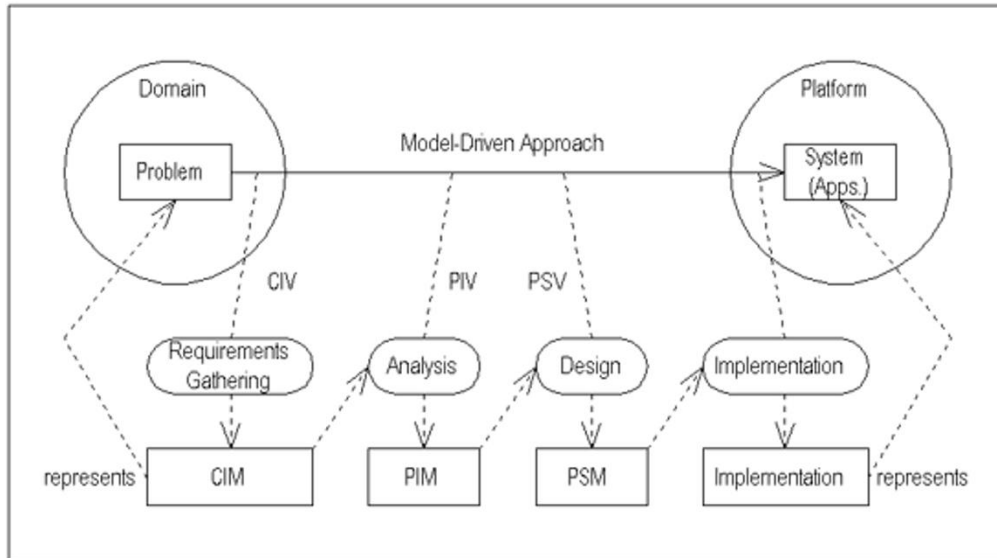 Domain
Platform
Model-Driven Approach
Problem
System
(Apps.)
CIV
PIV
PSV
Requirements
Gathering
Analysis
Design
Implementation
represents
CIM
PIM
PSM
Implementation
represents